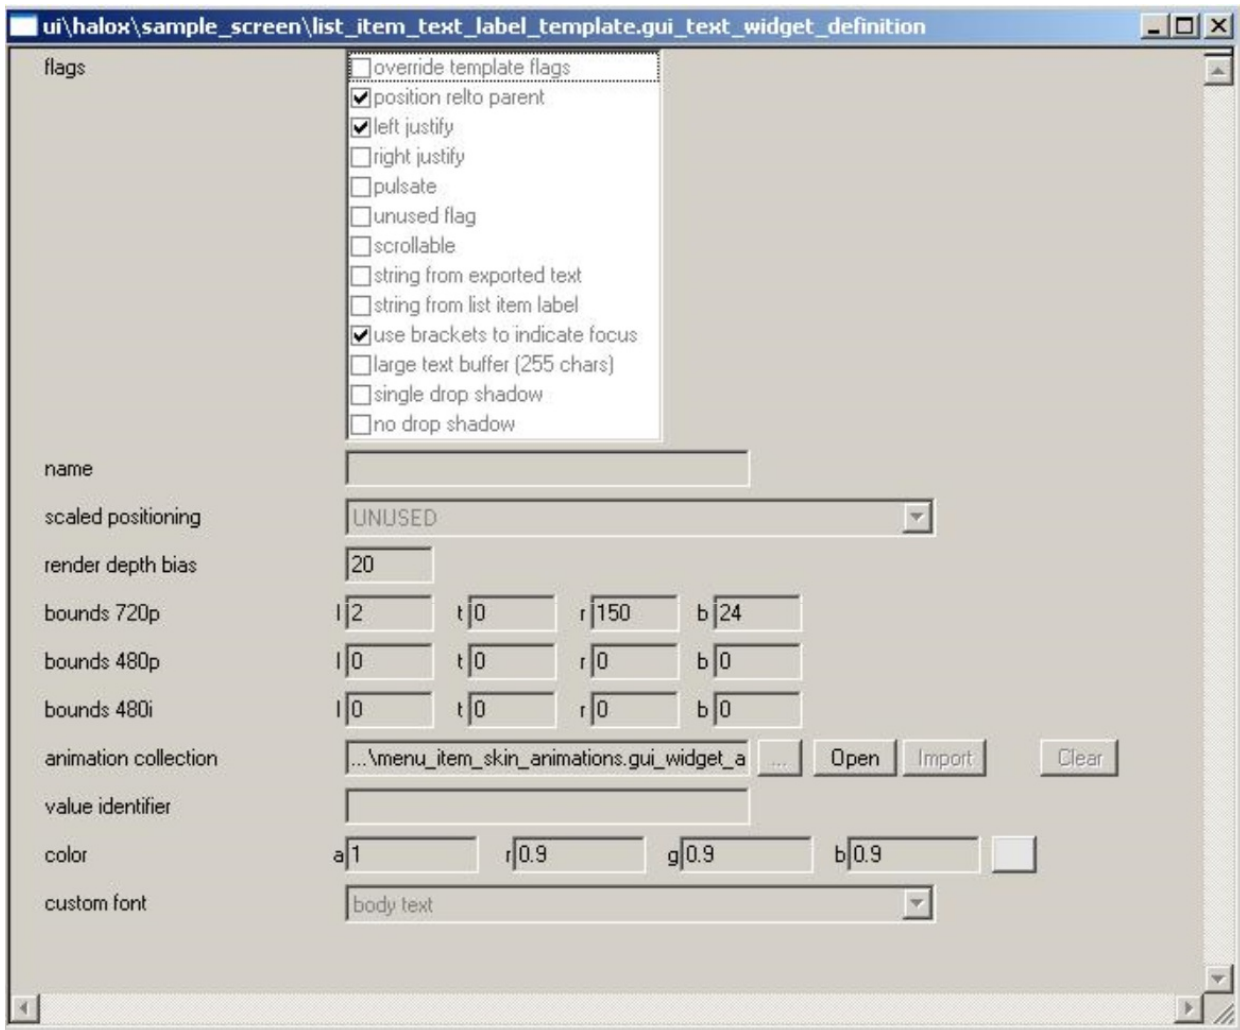 ui\halox\sample_screen\list_item_text_label_template.gui_text_widget_definition
flags
override template flags
position relto parent
left justify
right justify
pulsate
unused flag
scrollable
string from exported text
string from list item label
use brackets to indicate focus
large text buffer (255 chars)
single drop shadow
no drop shadow
name
scaled positioning UNUSED
render depth bias 20
bounds 720p l 2 t 0 r 150 b 24
bounds 480p l 0 t 0 r 0 b 0
bounds 480i l 0 t 0 r 0 b 0
animation collection ...\menu_item_skin_animations.gui_widget_a ... Open Import Clear
value identifier
color a 1 r 0.9 g 0.9 b 0.9
custom font body text